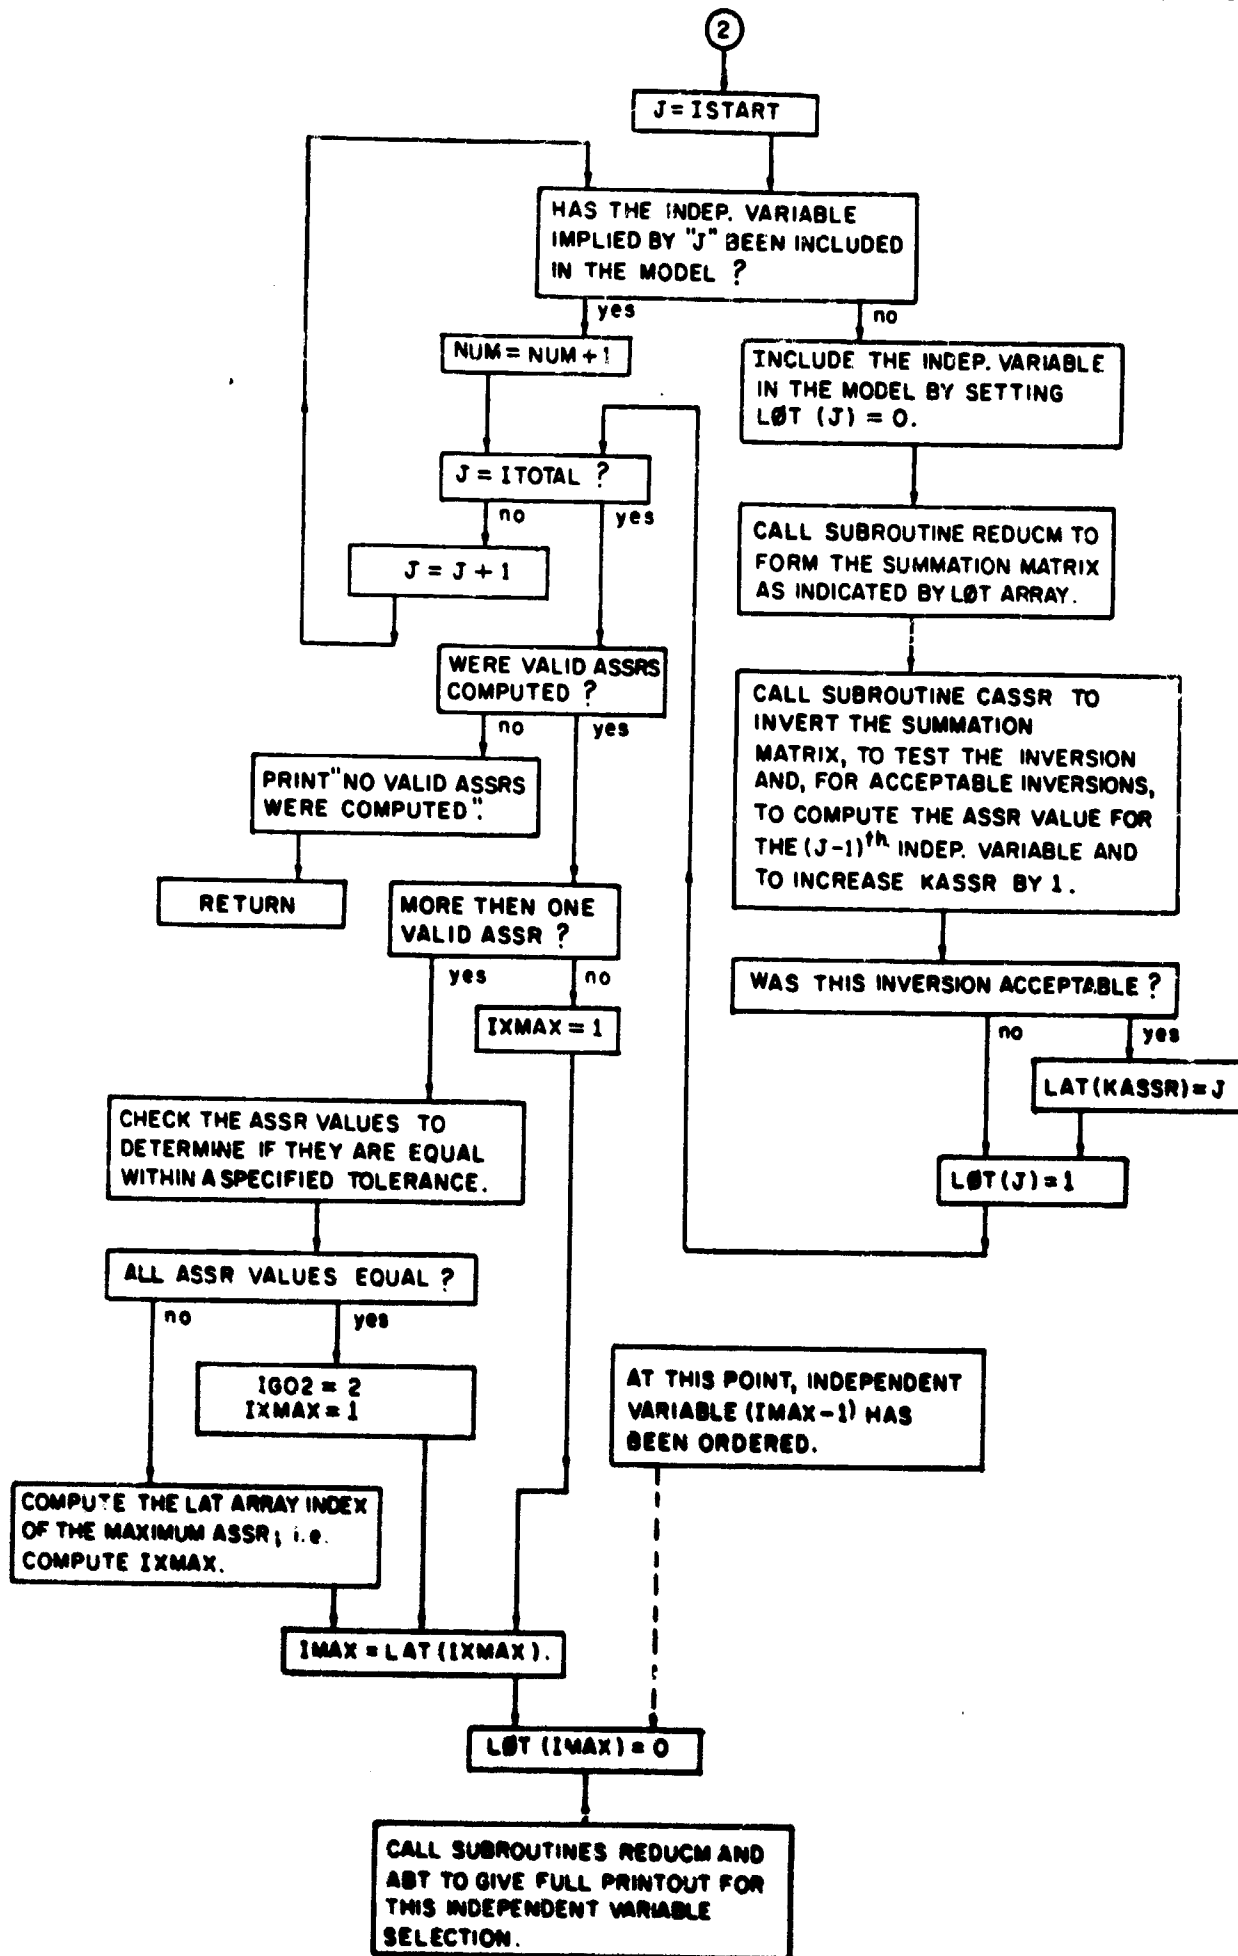 2
J = ISTART
HAS THE INDEP. VARIABLE
IMPLIED BY "J" BEEN INCLUDED
IN THE MODEL ?
yes
no
NUM = NUM + 1
INCLUDE THE INDEP. VARIABLE
IN THE MODEL BY SETTING
LØT (J) = 0.
J = ITOTAL ?
no
yes
J = J + 1
CALL SUBROUTINE REDUCM TO
FORM THE SUMMATION MATRIX
AS INDICATED BY LØT ARRAY.
WERE VALID ASSRS
COMPUTED ?
no
yes
CALL SUBROUTINE CASSR TO
INVERT THE SUMMATION
MATRIX, TO TEST THE INVERSION
AND, FOR ACCEPTABLE INVERSIONS,
TO COMPUTE THE ASSR VALUE FOR
THE (J-1)th INDEP. VARIABLE AND
TO INCREASE KASSR BY 1.
PRINT "NO VALID ASSRS
WERE COMPUTED".
RETURN
MORE THEN ONE
VALID ASSR ?
yes
no
WAS THIS INVERSION ACCEPTABLE ?
no
yes
IXMAX = 1
LAT(KASSR) = J
CHECK THE ASSR VALUES TO
DETERMINE IF THEY ARE EQUAL
WITHIN A SPECIFIED TOLERANCE.
LØT(J) = 1
ALL ASSR VALUES EQUAL ?
no
yes
IGO2 = 2
IXMAX = 1
AT THIS POINT, INDEPENDENT
VARIABLE (IMAX-1) HAS
BEEN ORDERED.
COMPUTE THE LAT ARRAY INDEX
OF THE MAXIMUM ASSR; i.e.
COMPUTE IXMAX.
IMAX = LAT (IXMAX).
LØT (IMAX) = 0
CALL SUBROUTINES REDUCM AND
ABT TO GIVE FULL PRINTOUT FOR
THIS INDEPENDENT VARIABLE
SELECTION.